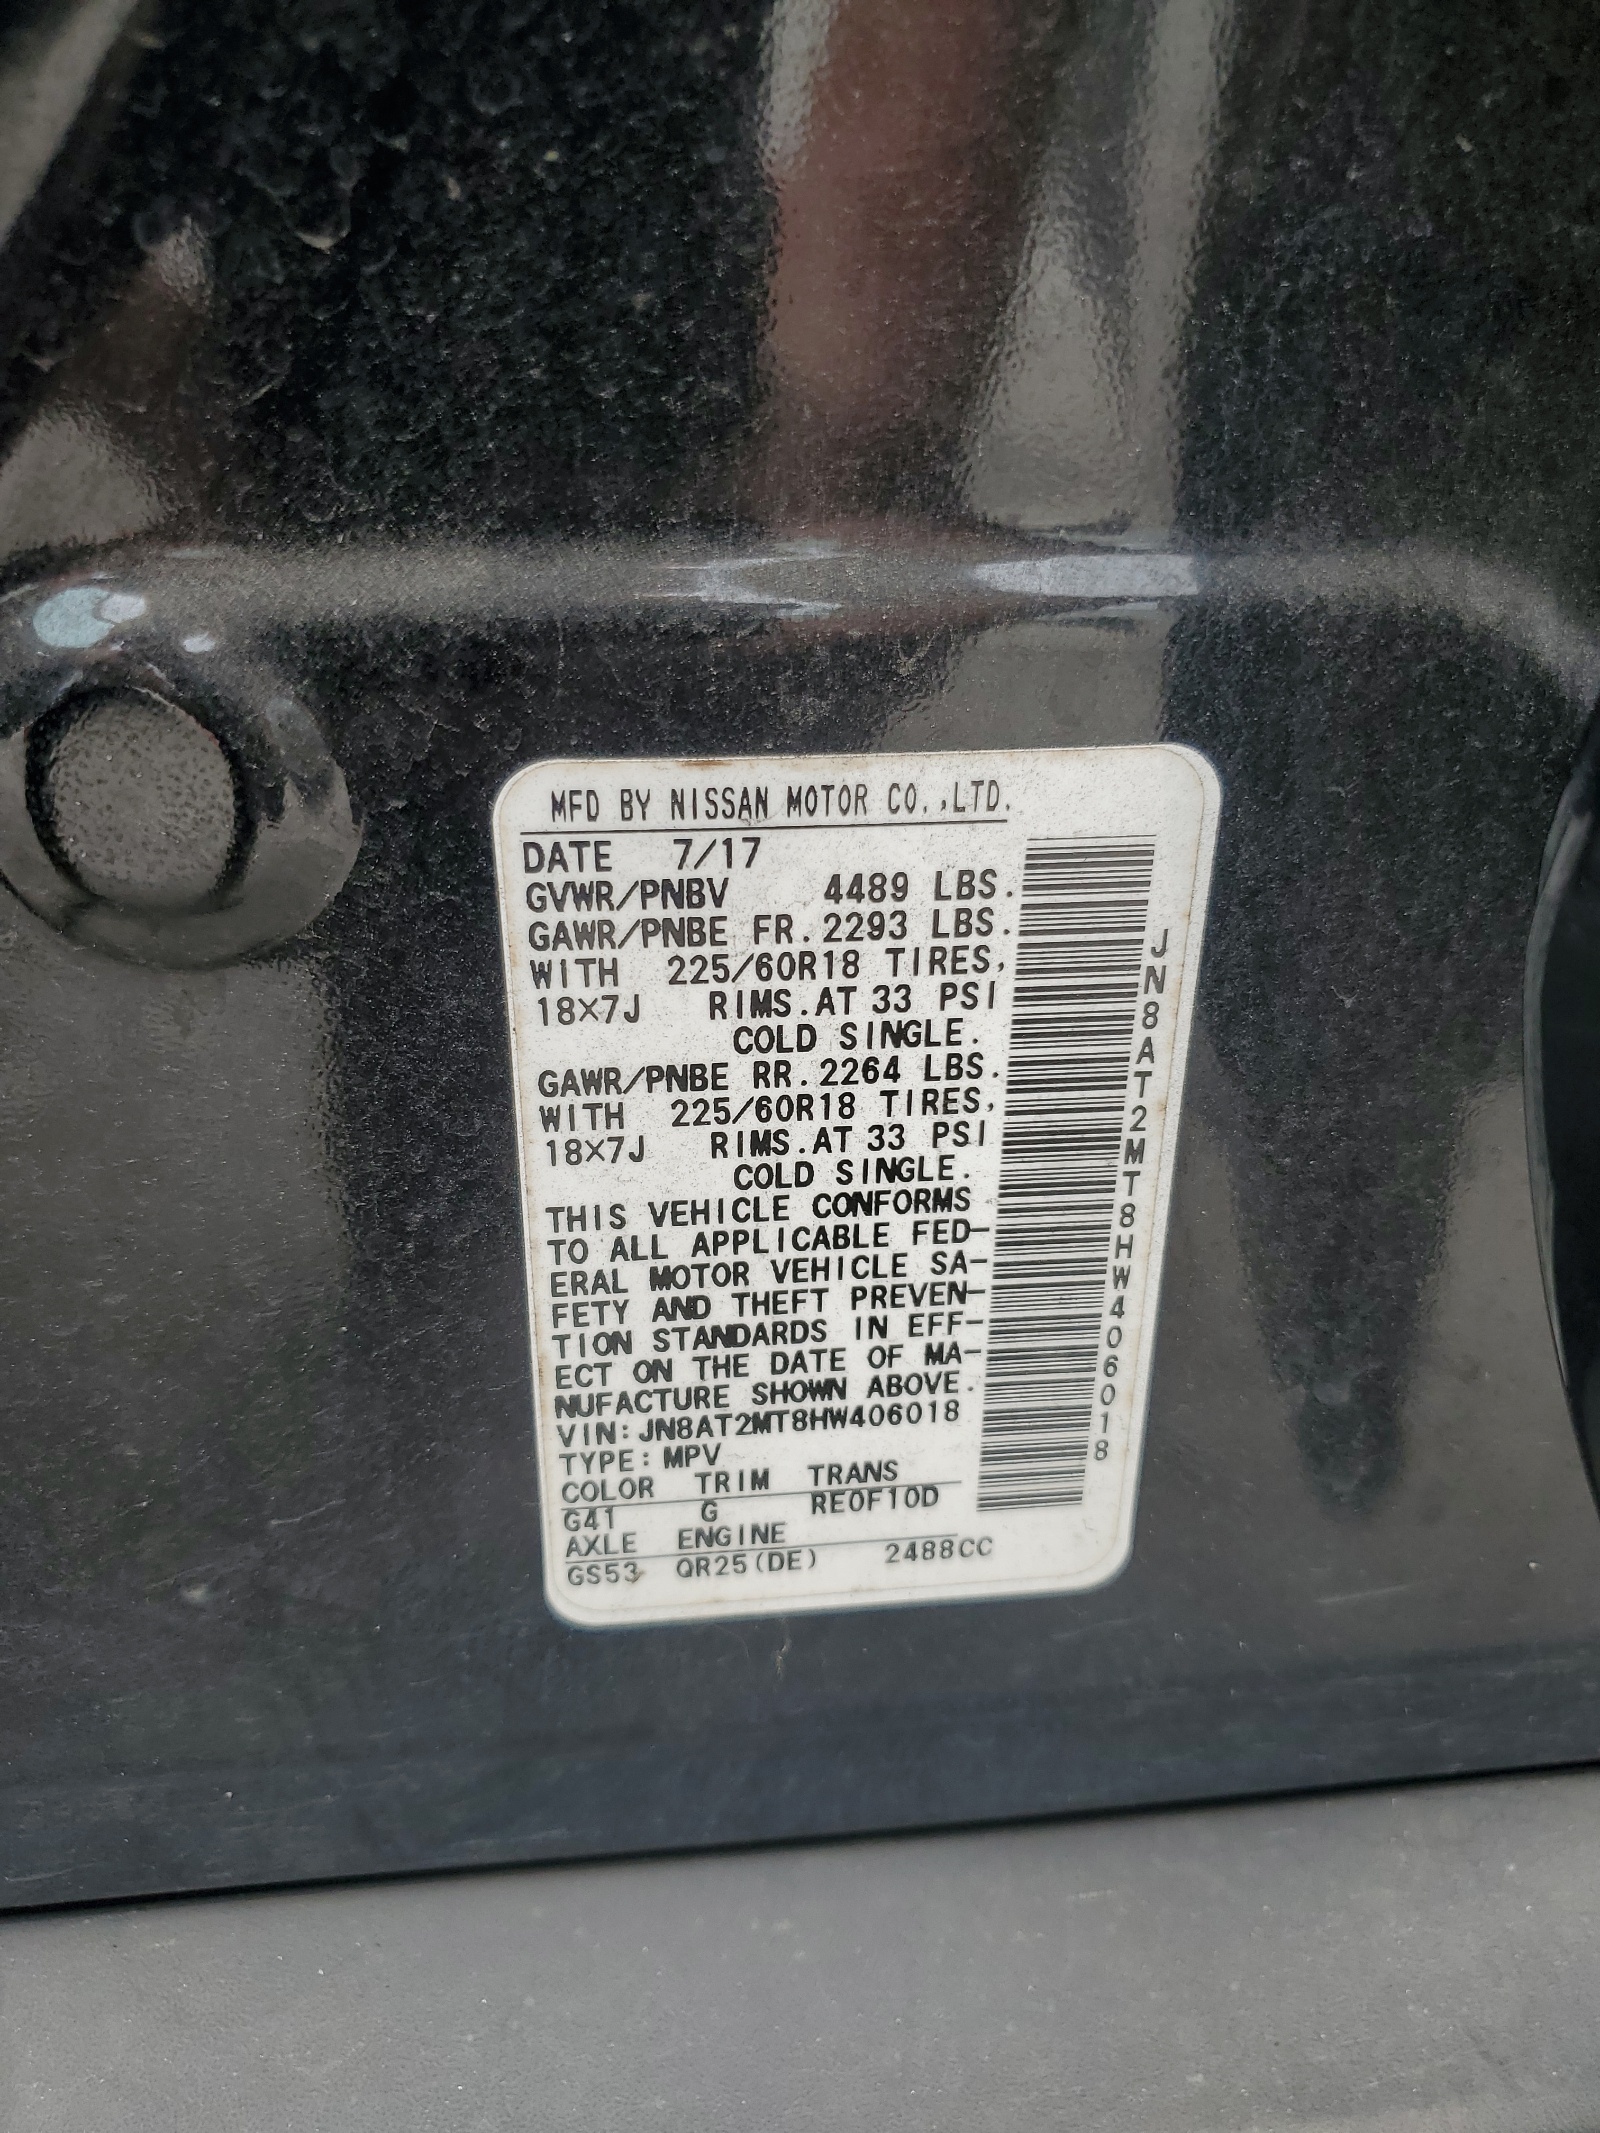 MFD BY NISSAN MOTOR CO.,LTD.
DATE 7/17
GVWR/PNBV 4489 LBS.
GAWR/PNBE FR. 2293 LBS.
WITH 225/60R18 TIRES,
18×7J RIMS. AT 33 PSI
COLD SINGLE.
GAWR/PNBE RR. 2264 LBS.
WITH 225/60R18 TIRES,
18×7J RIMS. AT 33 PSI
COLD SINGLE.
THIS VEHICLE CONFORMS
TO ALL APPLICABLE FED-
ERAL MOTOR VEHICLE SA-
FETY AND THEFT PREVEN-
TION STANDARDS IN EFF-
ECT ON THE DATE OF MA-
NUFACTURE SHOWN ABOVE.
VIN: JN8AT2MT8HW406018
TYPE: MPV
COLOR TRIM TRANS
G41 G RE0F10D
AXLE ENGINE
GS53 QR25(DE) 2488CC
JN8AT2MT8HW406018